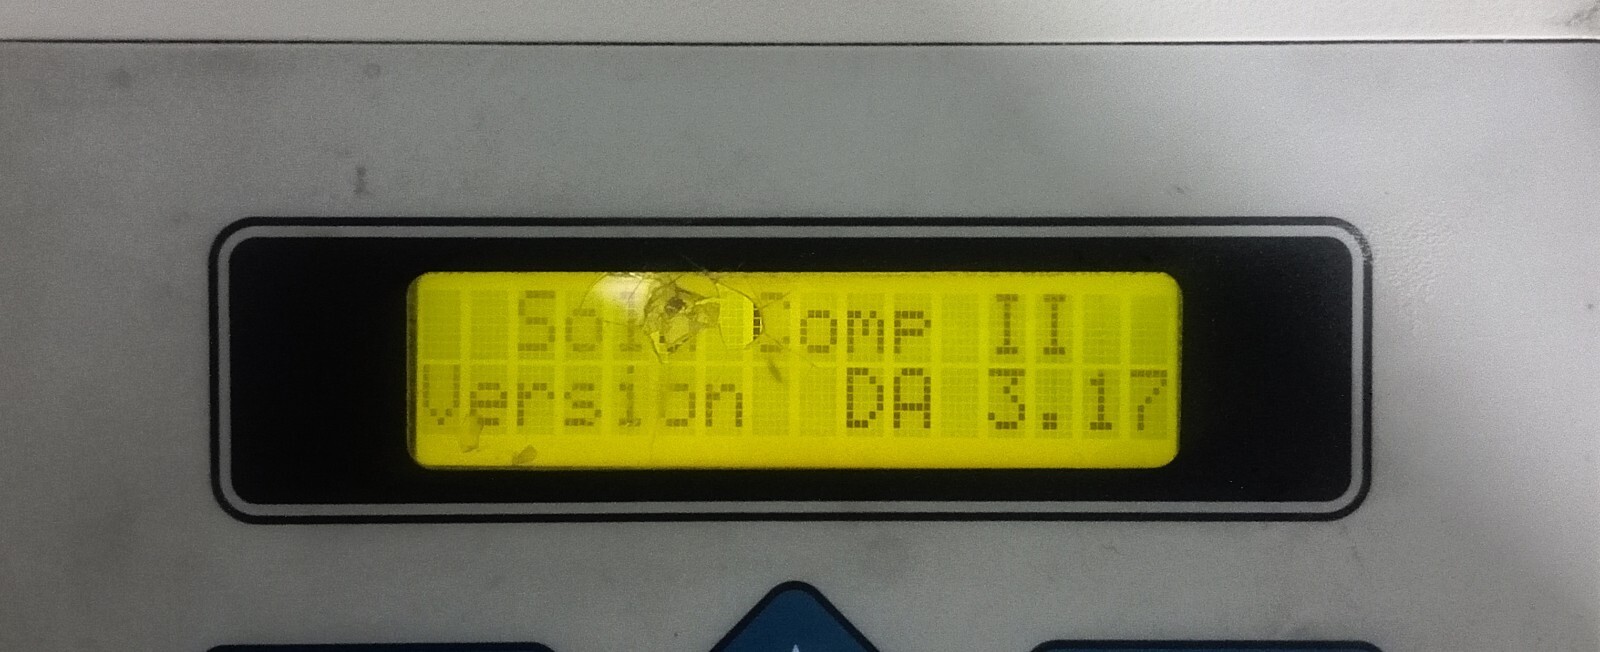 Comp II
Version DA 3.17